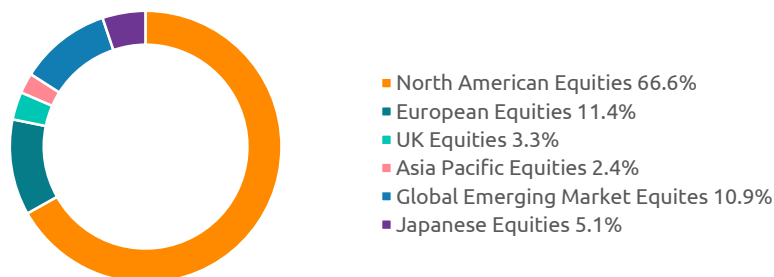 North American Equities 66.6%
European Equities 11.4%
UK Equities 3.3%
Asia Pacific Equities 2.4%
Global Emerging Market Equites 10.9%
Japanese Equities 5.1%